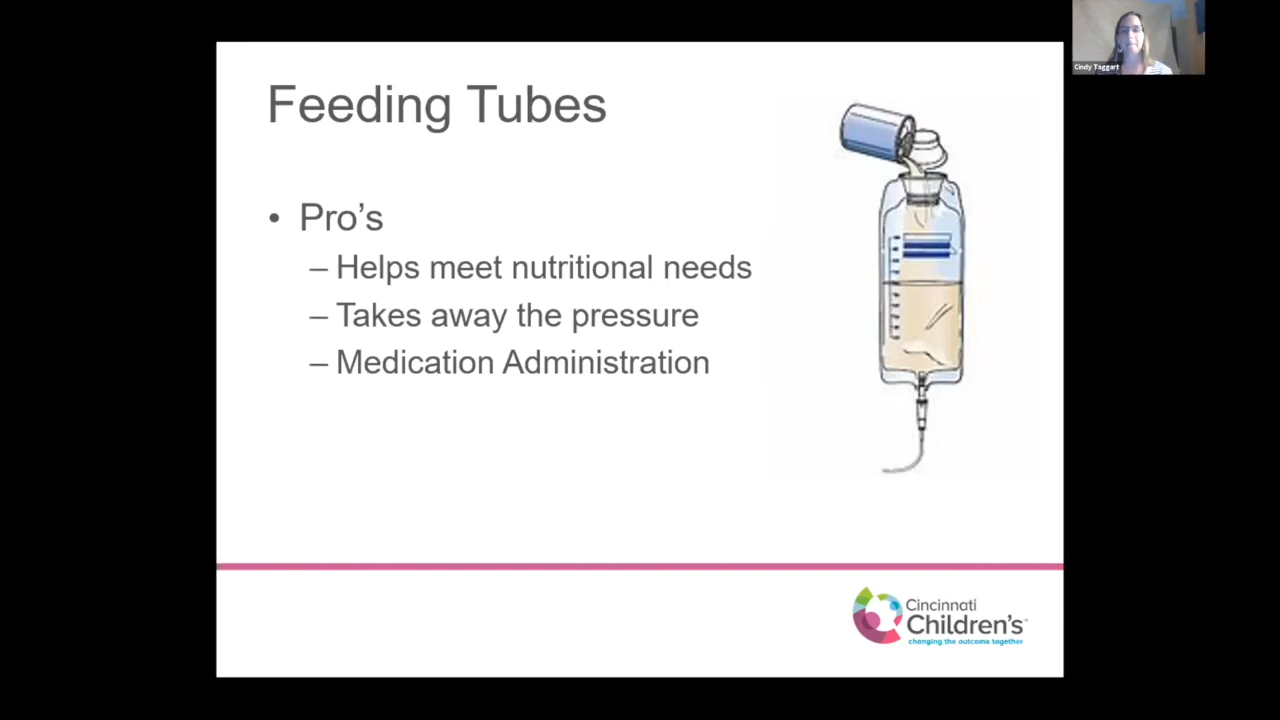 Cindy Taggart
Feeding Tubes
• Pro's
– Helps meet nutritional needs
– Takes away the pressure
– Medication Administration
Cincinnati
Children's™
changing the outcome together